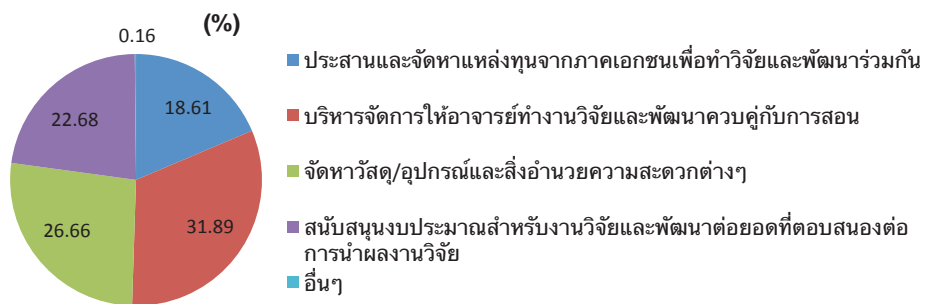 (%)
0.16
18.61
22.68
31.89
26.66
ประสานและจัดหาแหล่งทุนจากภาคเอกชนเพื่อทำวิจัยและพัฒนาร่วมกัน
บริหารจัดการให้อาจารย์ทำงานวิจัยและพัฒนาควบคู่กับการสอน
จัดหาวัสดุ/อุปกรณ์และสิ่งอำนวยความสะดวกต่างๆ
สนับสนุนงบประมาณสำหรับงานวิจัยและพัฒนาต่อยอดที่ตอบสนองต่อ
การนำผลงานวิจัย
อื่นๆ